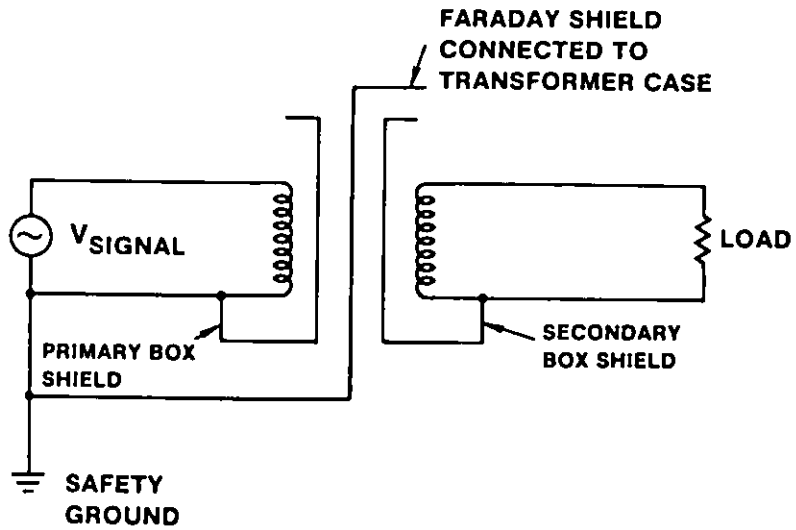 FARADAY SHIELD
CONNECTED TO
TRANSFORMER CASE
VSIGNAL
LOAD
PRIMARY BOX
SHIELD
SECONDARY
BOX SHIELD
SAFETY
GROUND